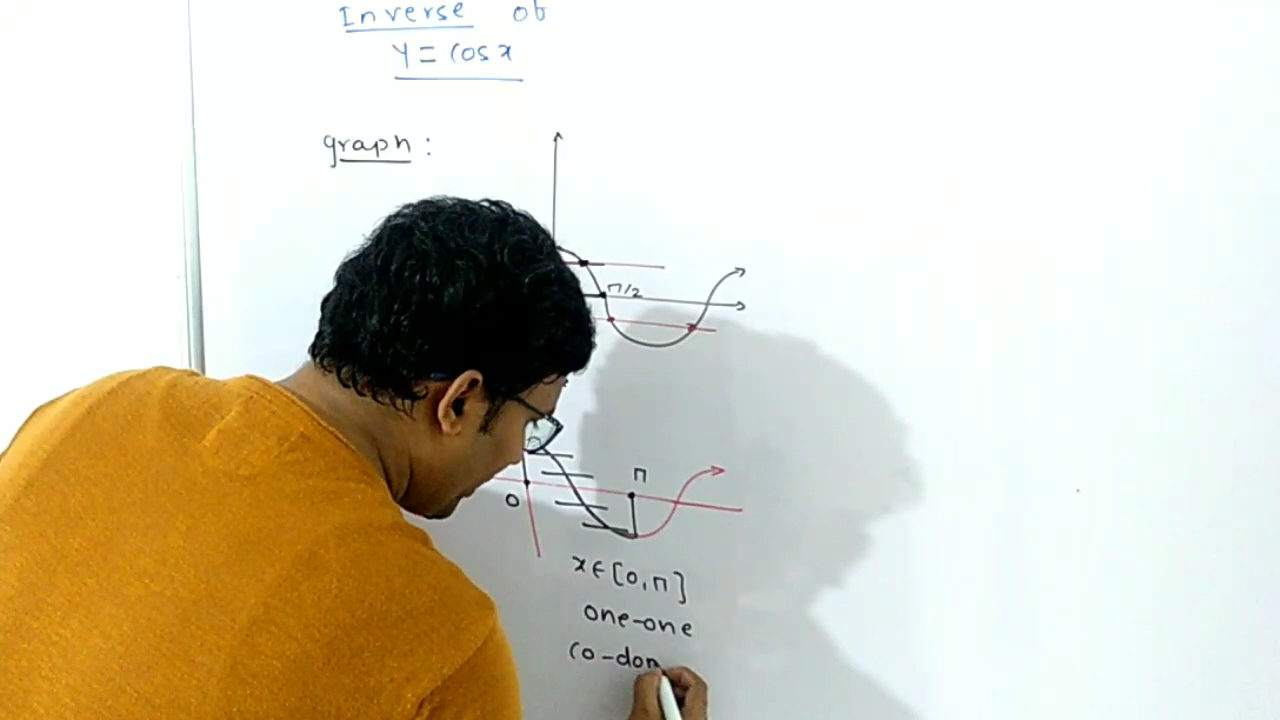 Inverse of
Y = cos x
graph :
π/2
π
0
x ∈ [0, π]
one-one
co-dom